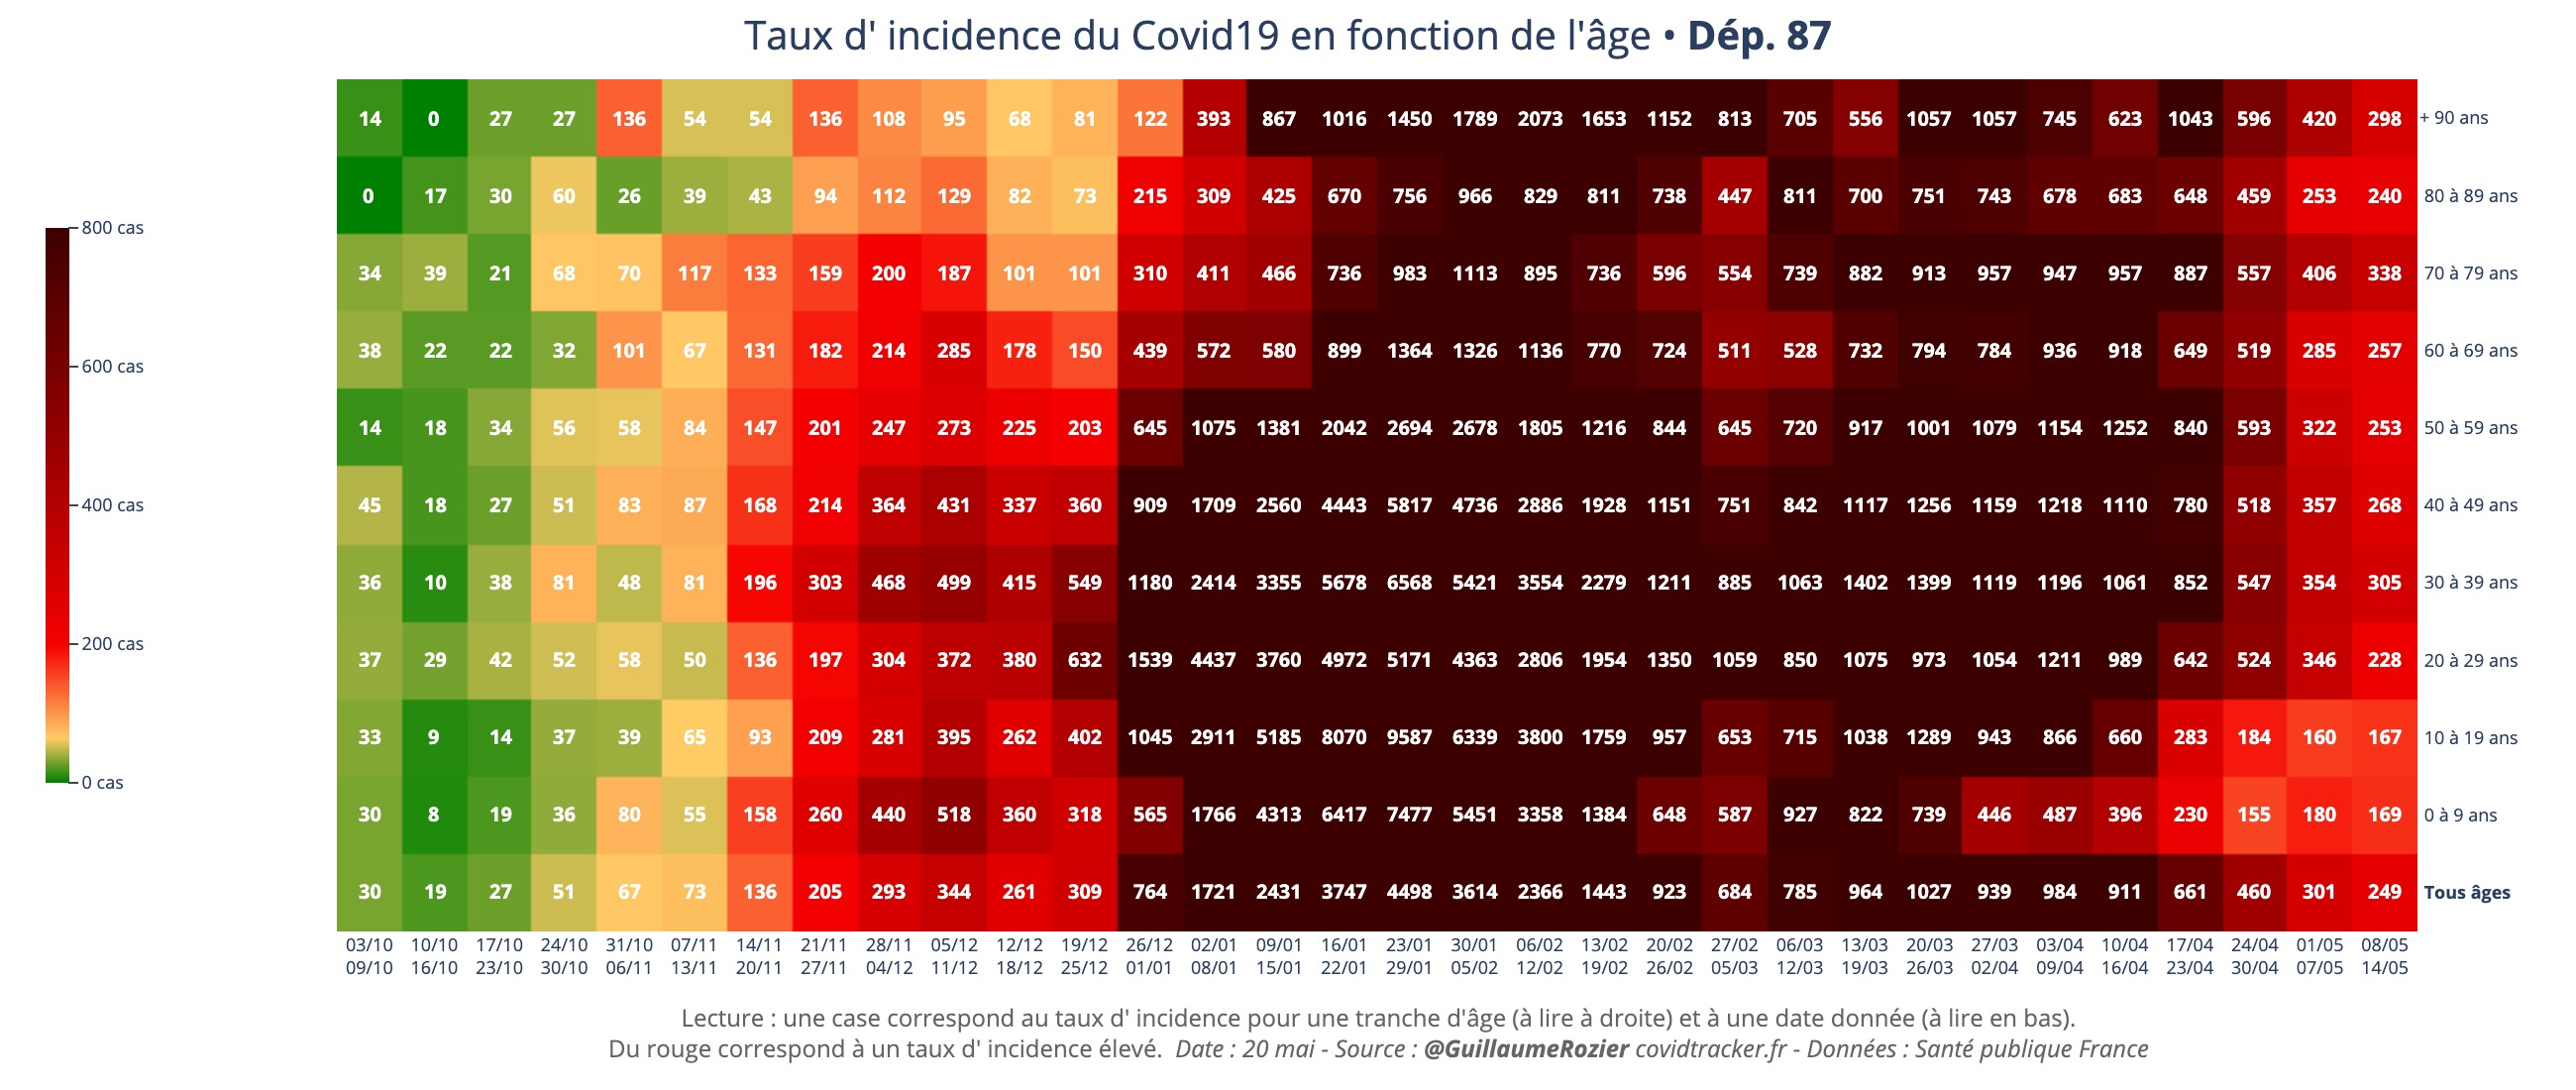 Taux d' incidence du Covid19 en fonction de l'âge • Dép. 87
14 0 27 27 136 54 54 136 108 95 68 81 122 393 867 1016 1450 1789 2073 1653 1152 813 705 556 1057 1057 745 623 1043 596 420 298 + 90 ans
0 17 30 60 26 39 43 94 112 129 82 73 215 309 425 670 756 966 829 811 738 447 811 700 751 743 678 683 648 459 253 240 80 à 89 ans
800 cas
34 39 21 68 70 117 133 159 200 187 101 101 310 411 466 736 983 1113 895 736 596 554 739 882 913 957 947 957 887 557 406 338 70 à 79 ans
38 22 22 32 101 67 131 182 214 285 178 150 439 572 580 899 1364 1326 1136 770 724 511 528 732 794 784 936 918 649 519 285 257 60 à 69 ans
600 cas
14 18 34 56 58 84 147 201 247 273 225 203 645 1075 1381 2042 2694 2678 1805 1216 844 645 720 917 1001 1079 1154 1252 840 593 322 253 50 à 59 ans
400 cas
45 18 27 51 83 87 168 214 364 431 337 360 909 1709 2560 4443 5817 4736 2886 1928 1151 751 842 1117 1256 1159 1218 1110 780 518 357 268 40 à 49 ans
36 10 38 81 48 81 196 303 468 499 415 549 1180 2414 3355 5678 6568 5421 3554 2279 1211 885 1063 1402 1399 1119 1196 1061 852 547 354 305 30 à 39 ans
200 cas
37 29 42 52 58 50 136 197 304 372 380 632 1539 4437 3760 4972 5171 4363 2806 1954 1350 1059 850 1075 973 1054 1211 989 642 524 346 228 20 à 29 ans
33 9 14 37 39 65 93 209 281 395 262 402 1045 2911 5185 8070 9587 6339 3800 1759 957 653 715 1038 1289 943 866 660 283 184 160 167 10 à 19 ans
0 cas
30 8 19 36 80 55 158 260 440 518 360 318 565 1766 4313 6417 7477 5451 3358 1384 648 587 927 822 739 446 487 396 230 155 180 169 0 à 9 ans
30 19 27 51 67 73 136 205 293 344 261 309 764 1721 2431 3747 4498 3614 2366 1443 923 684 785 964 1027 939 984 911 661 460 301 249 Tous âges
03/10 10/10 17/10 24/10 31/10 07/11 14/11 21/11 28/11 05/12 12/12 19/12 26/12 02/01 09/01 16/01 23/01 30/01 06/02 13/02 20/02 27/02 06/03 13/03 20/03 27/03 03/04 10/04 17/04 24/04 01/05 08/05
09/10 16/10 23/10 30/10 06/11 13/11 20/11 27/11 04/12 11/12 18/12 25/12 01/01 08/01 15/01 22/01 29/01 05/02 12/02 19/02 26/02 05/03 12/03 19/03 26/03 02/04 09/04 16/04 23/04 30/04 07/05 14/05
Lecture : une case correspond au taux d' incidence pour une tranche d'âge (à lire à droite) et à une date donnée (à lire en bas).
Du rouge correspond à un taux d' incidence élevé. Date : 20 mai - Source : @GuillaumeRozier covidtracker.fr - Données : Santé publique France